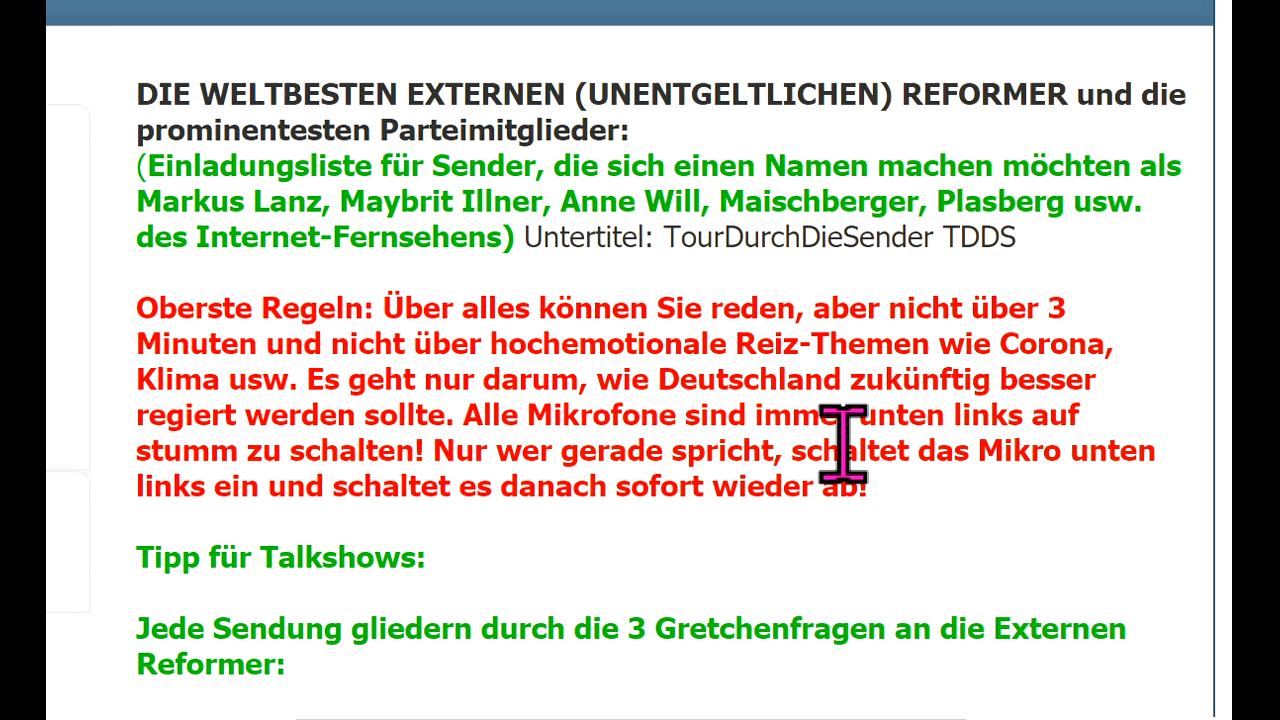 DIE WELTBESTEN EXTERNEN (UNENTGELTLICHEN) REFORMER und die
prominentesten Parteimitglieder:
(Einladungsliste für Sender, die sich einen Namen machen möchten als
Markus Lanz, Maybrit Illner, Anne Will, Maischberger, Plasberg usw.
des Internet-Fernsehens) Untertitel: TourDurchDieSender TDDS
Oberste Regeln: Über alles können Sie reden, aber nicht über 3
Minuten und nicht über hochemotionale Reiz-Themen wie Corona,
Klima usw. Es geht nur darum, wie Deutschland zukünftig besser
regiert werden sollte. Alle Mikrofone sind immer unten links auf
stumm zu schalten! Nur wer gerade spricht, schaltet das Mikro unten
links ein und schaltet es danach sofort wieder ab!
Tipp für Talkshows:
Jede Sendung gliedern durch die 3 Gretchenfragen an die Externen
Reformer: